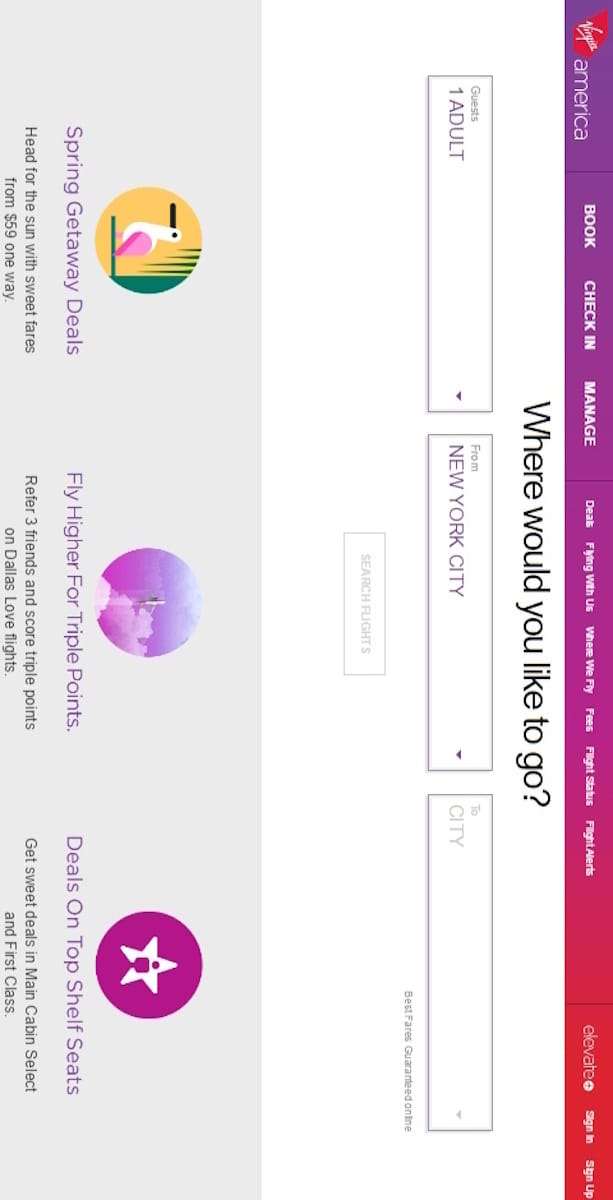 Virgin america
BOOK CHECK IN MANAGE Deals Flying With Us Where We Fly Fees Flight Status Flight Alerts elevate Sign In Sign Up
Where would you like to go?
Guests From To
1 ADULT NEW YORK CITY CITY
Best Fares Guaranteed online
SEARCH FLIGHTS
Spring Getaway Deals Fly Higher For Triple Points. Deals On Top Shelf Seats
Head for the sun with sweet fares Refer 3 friends and score triple points Get sweet deals in Main Cabin Select
from $59 one way. on Dallas Love flights. and First Class.